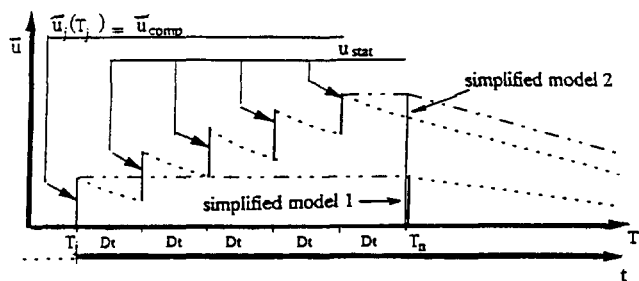 ū
ū_j(T_j) = ū_comp
u_stat
simplified model 2
simplified model 1
T_j Dt Dt Dt Dt Dt T_n T
t